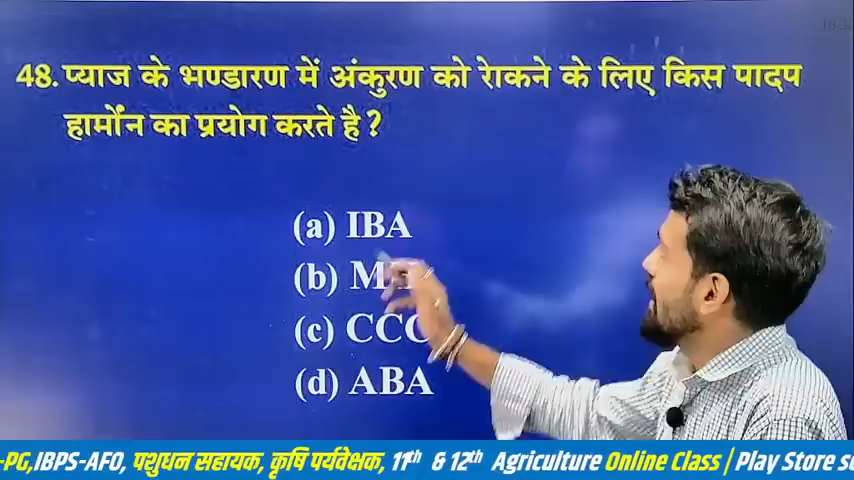 48. प्याज के भण्डारण में अंकुरण को रोकने के लिए किस पादप
हार्मोन का प्रयोग करते है ?
(a) IBA
(b)
(c) CCC
(d) ABA
-PG,IBPS-AFO, पशुधन सहायक, कृषि पर्यवेक्षक, 11th & 12th Agriculture Online Class / Play Store